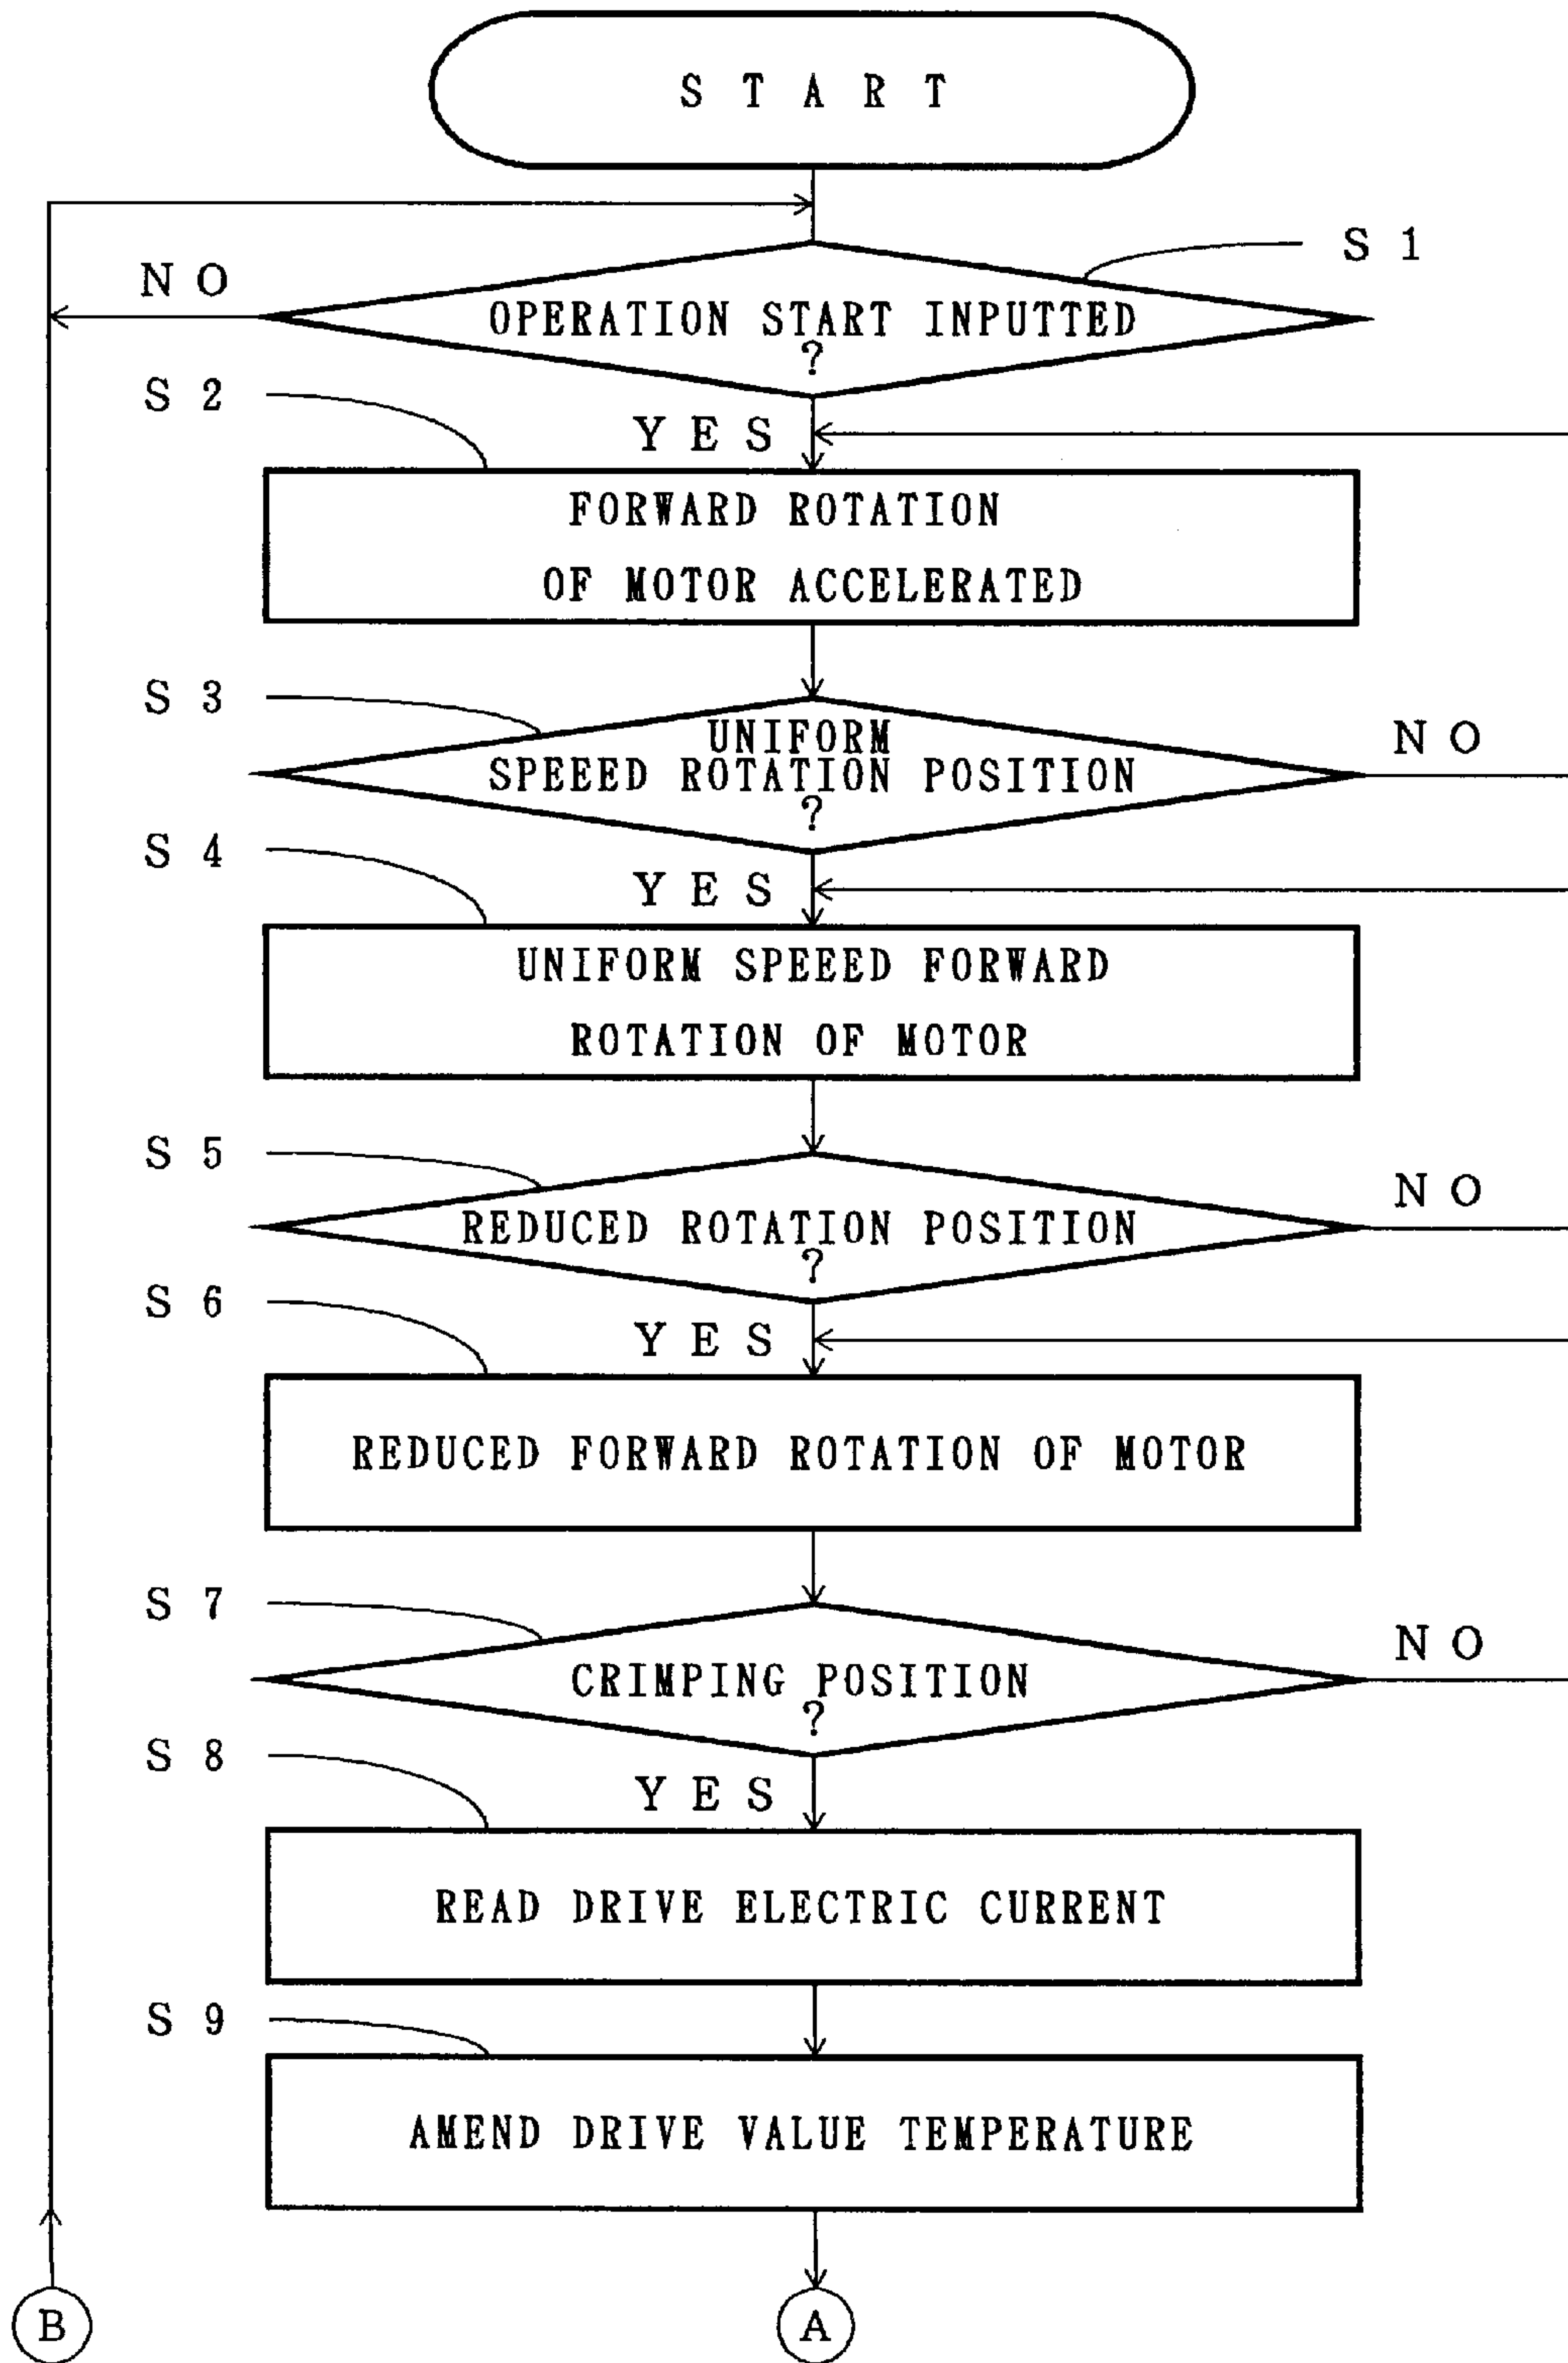 START
S1
NO
OPERATION START INPUTTED
?
S2
YES
FORWARD ROTATION
OF MOTOR ACCELERATED
S3
UNIFORM
NO
SPEEED ROTATION POSITION
?
S4
YES
UNIFORM SPEEED FORWARD
ROTATION OF MOTOR
S5
NO
REDUCED ROTATION POSITION
?
S6
YES
REDUCED FORWARD ROTATION OF MOTOR
S7
NO
CRIMPING POSITION
?
S8
YES
READ DRIVE ELECTRIC CURRENT
S9
AMEND DRIVE VALUE TEMPERATURE
B
A